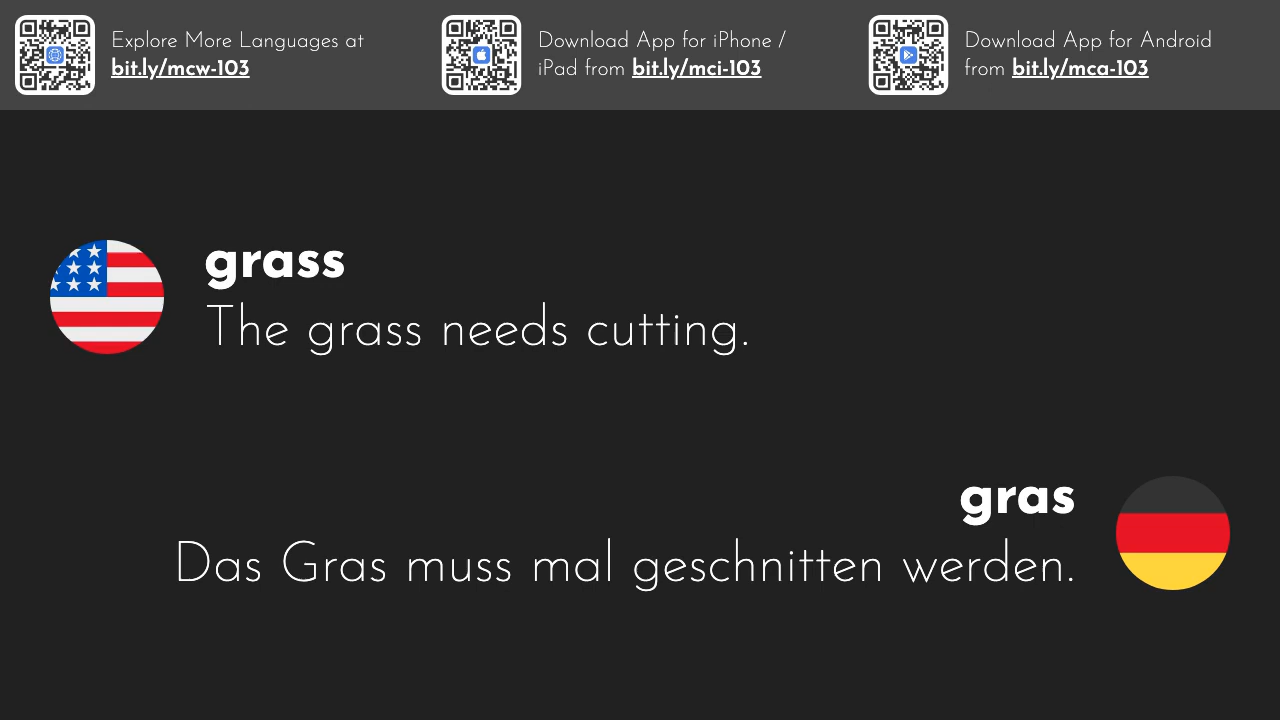 Explore More Languages at
bit.ly/mcw-103
Download App for iPhone /
iPad from bit.ly/mci-103
Download App for Android
from bit.ly/mca-103
grass
The grass needs cutting.
gras
Das Gras muss mal geschnitten werden.